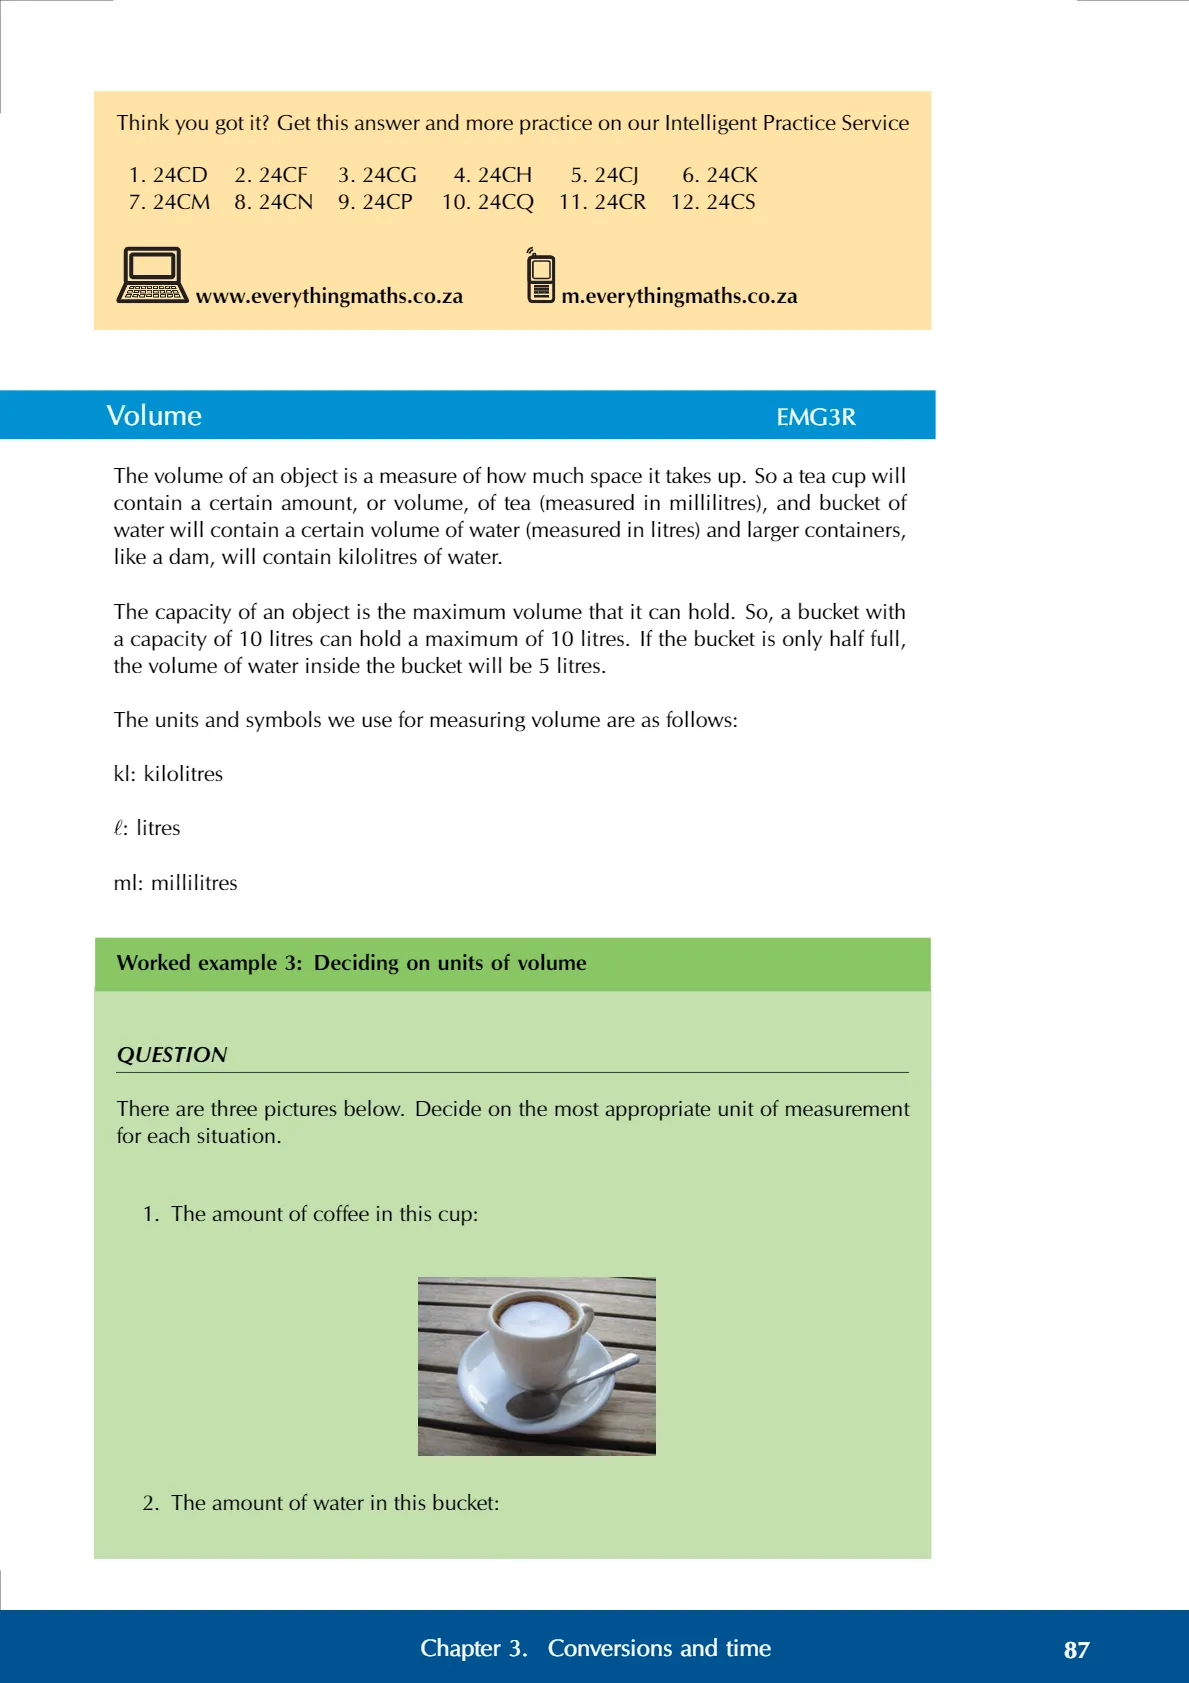 Think you got it? Get this answer and more practice on our Intelligent Practice Service
1. 24CD 2. 24CF 3. 24CG 4. 24CH 5. 24CJ 6. 24CK
7. 24CM 8. 24CN 9. 24CP 10. 24CQ 11. 24CR 12. 24CS
www.everythingmaths.co.za m.everythingmaths.co.za
Volume EMG3R
The volume of an object is a measure of how much space it takes up. So a tea cup will
contain a certain amount, or volume, of tea (measured in millilitres), and bucket of
water will contain a certain volume of water (measured in litres) and larger containers,
like a dam, will contain kilolitres of water.
The capacity of an object is the maximum volume that it can hold. So, a bucket with
a capacity of 10 litres can hold a maximum of 10 litres. If the bucket is only half full,
the volume of water inside the bucket will be 5 litres.
The units and symbols we use for measuring volume are as follows:
kl: kilolitres
ℓ: litres
ml: millilitres
Worked example 3: Deciding on units of volume
QUESTION
There are three pictures below. Decide on the most appropriate unit of measurement
for each situation.
1. The amount of coffee in this cup:
2. The amount of water in this bucket:
Chapter 3. Conversions and time 87